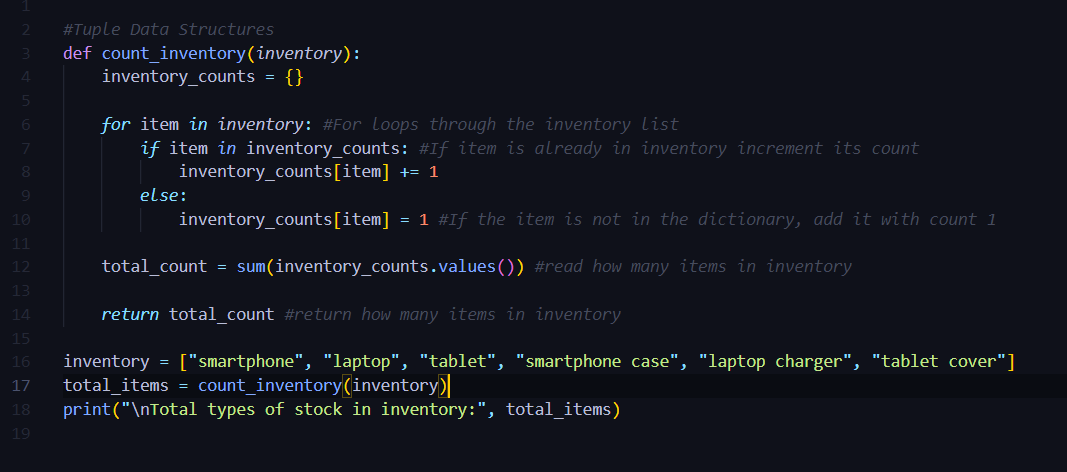 1
2 #Tuple Data Structures
3 def count_inventory(inventory):
4     inventory_counts = {}
5
6     for item in inventory: #For loops through the inventory list
7         if item in inventory_counts: #If item is already in inventory increment its count
8             inventory_counts[item] += 1
9         else:
10             inventory_counts[item] = 1 #If the item is not in the dictionary, add it with count 1
11
12     total_count = sum(inventory_counts.values()) #read how many items in inventory
13
14     return total_count #return how many items in inventory
15
16 inventory = ["smartphone", "laptop", "tablet", "smartphone case", "laptop charger", "tablet cover"]
17 total_items = count_inventory(inventory)
18 print("\nTotal types of stock in inventory:", total_items)
19